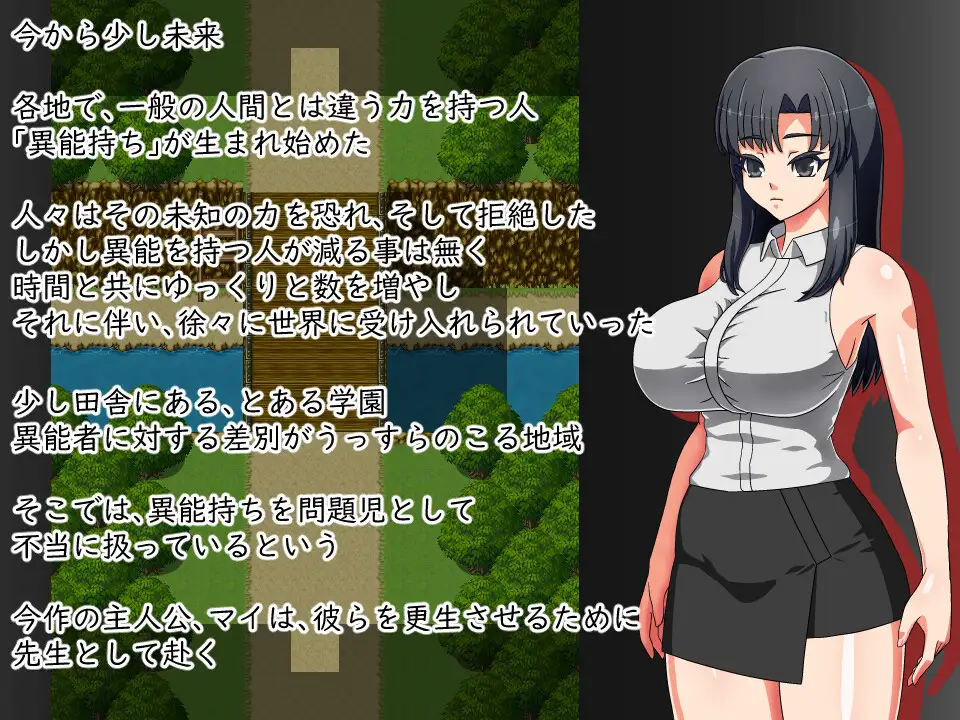 今から少し未来
各地で、一般の人間とは違う力を持つ人
「異能持ち」が生まれ始めた
人々はその未知の力を恐れ、そして拒絶した
しかし異能を持つ人が減る事は無く
時間と共にゆっくりと数を増やし
それに伴い、徐々に世界に受け入れられていった
少し田舎にある、とある学園
異能者に対する差別がうっすらのこる地域
そこでは、異能持ちを問題児として
不当に扱っているという
今作の主人公、マイは、彼らを更生させるために
先生として赴く